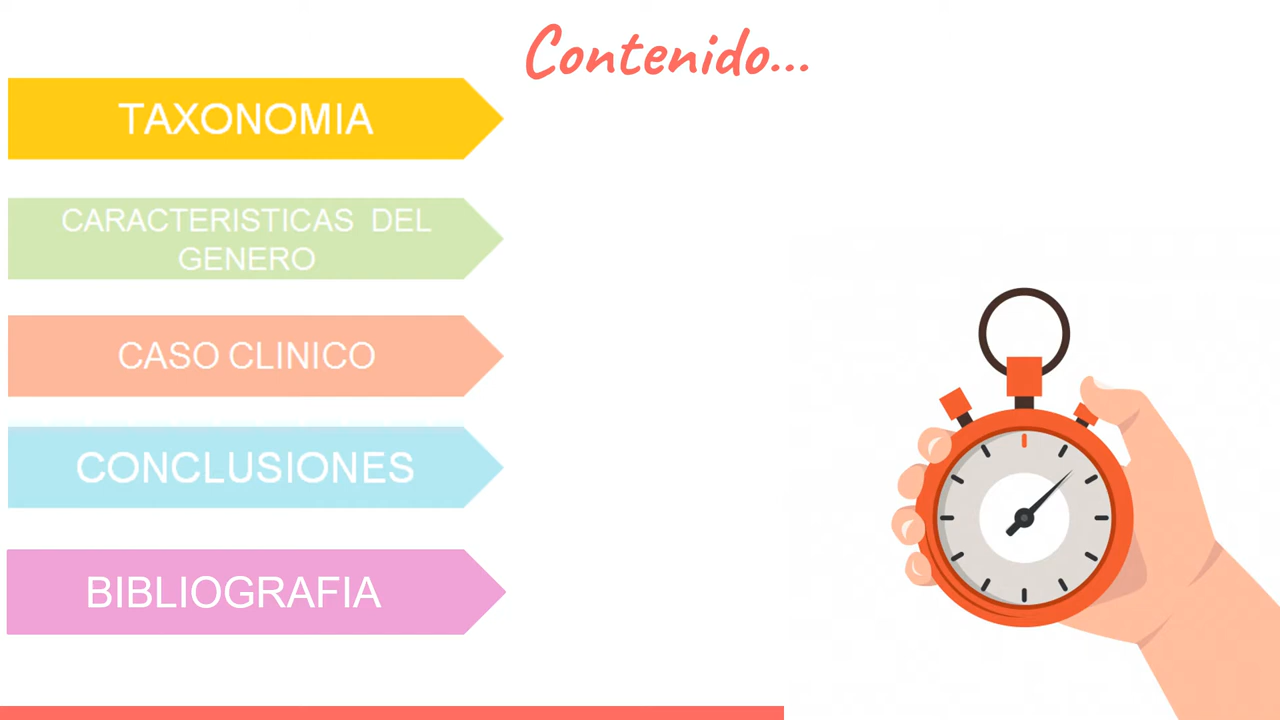 Contenido...
TAXONOMIA
CARACTERISTICAS DEL
GENERO
CASO CLINICO
CONCLUSIONES
BIBLIOGRAFIA